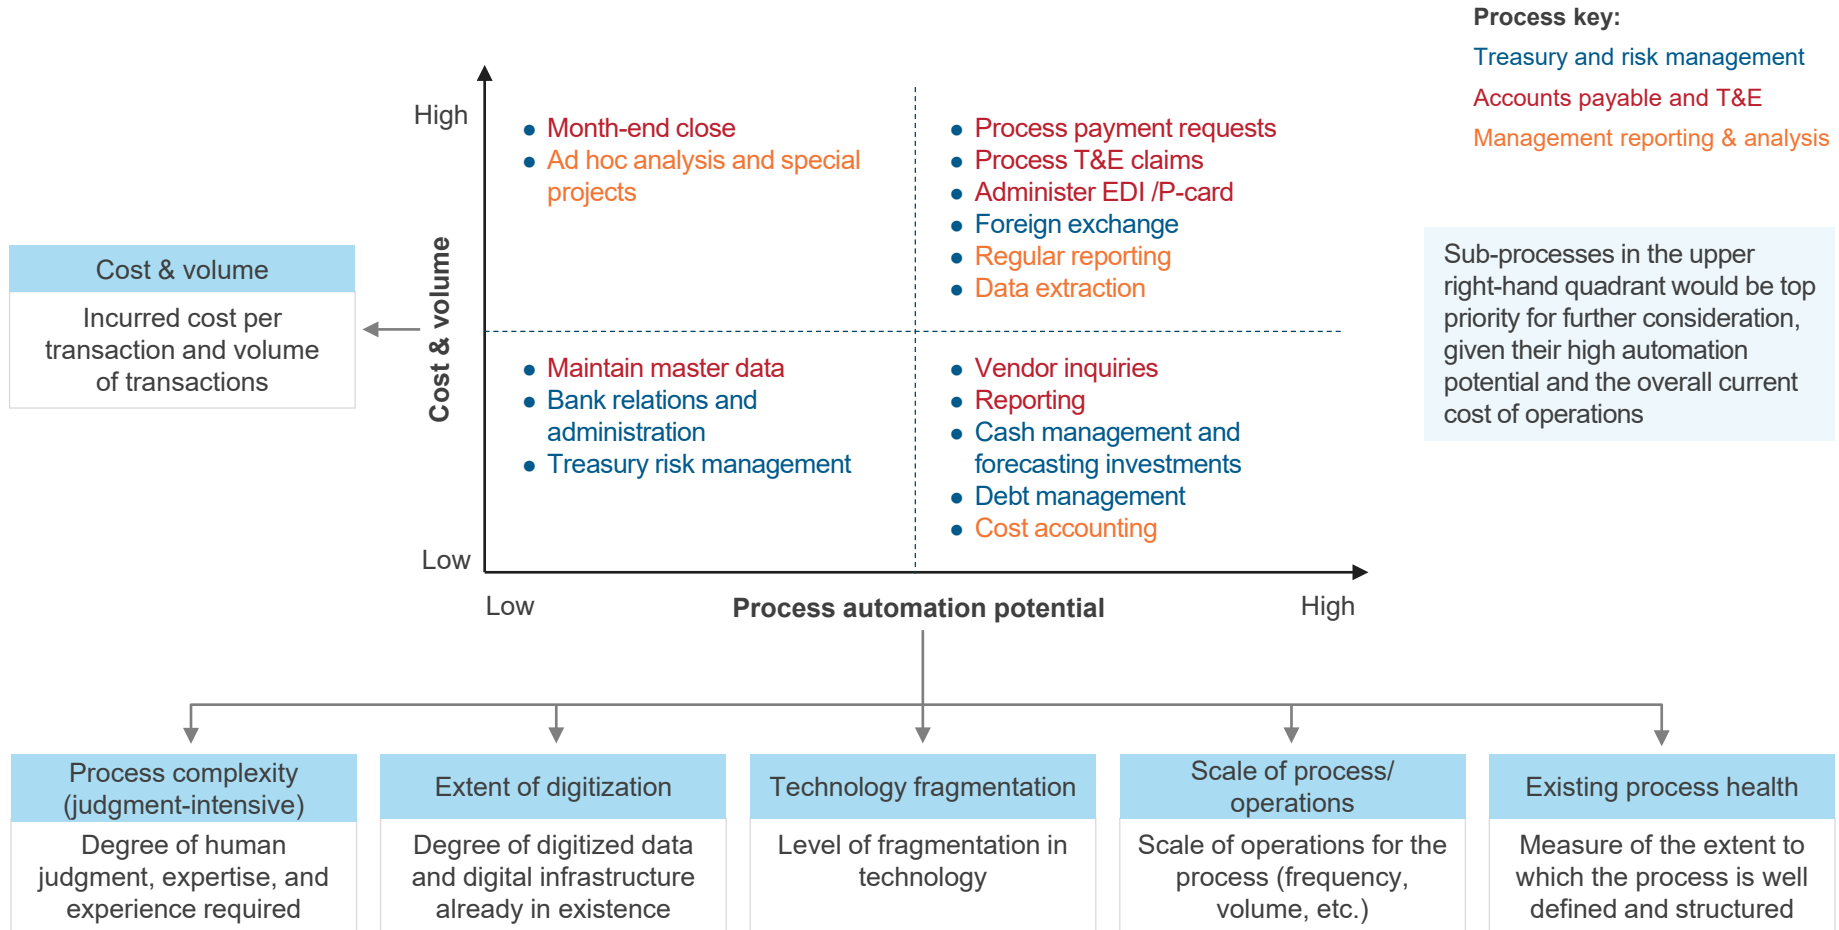 Process key:
Treasury and risk management
Accounts payable and T&E
Management reporting & analysis
High
Cost & volume
Low
● Month-end close
● Ad hoc analysis and special
projects
● Process payment requests
● Process T&E claims
● Administer EDI /P-card
● Foreign exchange
● Regular reporting
● Data extraction
● Maintain master data
● Bank relations and
administration
● Treasury risk management
● Vendor inquiries
● Reporting
● Cash management and
forecasting investments
● Debt management
● Cost accounting
Low
Process automation potential
High
Cost & volume
Incurred cost per
transaction and volume
of transactions
Sub-processes in the upper
right-hand quadrant would be top
priority for further consideration,
given their high automation
potential and the overall current
cost of operations
Process complexity
(judgment-intensive)
Degree of human
judgment, expertise, and
experience required
Extent of digitization
Degree of digitized data
and digital infrastructure
already in existence
Technology fragmentation
Level of fragmentation in
technology
Scale of process/
operations
Scale of operations for the
process (frequency,
volume, etc.)
Existing process health
Measure of the extent to
which the process is well
defined and structured